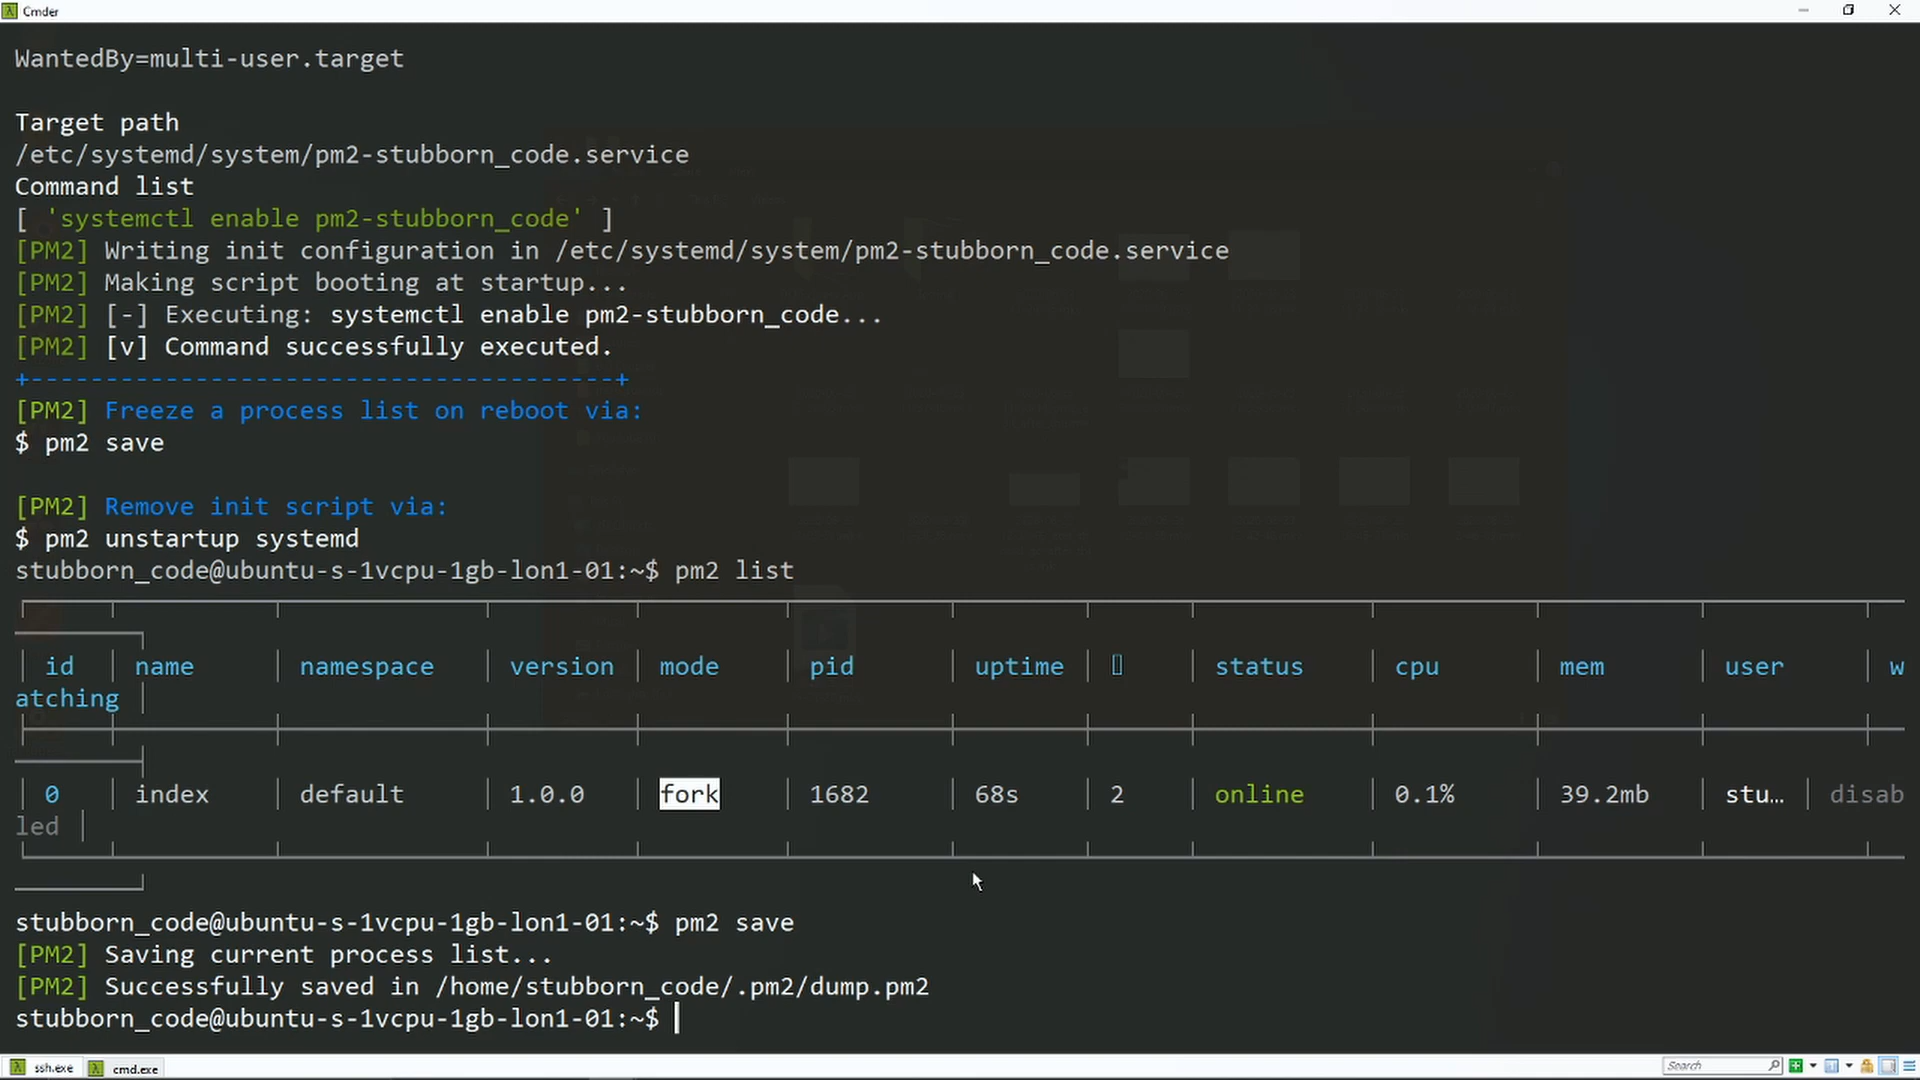 Cmder
WantedBy=multi-user.target
Target path
/etc/systemd/system/pm2-stubborn_code.service
Command list
[ 'systemctl enable pm2-stubborn_code' ]
[PM2] Writing init configuration in /etc/systemd/system/pm2-stubborn_code.service
[PM2] Making script booting at startup...
[PM2] [-] Executing: systemctl enable pm2-stubborn_code...
[PM2] [v] Command successfully executed.
+----------------------------------------+
[PM2] Freeze a process list on reboot via:
$ pm2 save
[PM2] Remove init script via:
$ pm2 unstartup systemd
stubborn_code@ubuntu-s-1vcpu-1gb-lon1-01:~$ pm2 list
│ id │ name │ namespace │ version │ mode │ pid │ uptime │ │ status │ cpu │ mem │ user │ w
atching │
│ 0 │ index │ default │ 1.0.0 │ fork │ 1682 │ 68s │ 2 │ online │ 0.1% │ 39.2mb │ stu… │ disab
led │
stubborn_code@ubuntu-s-1vcpu-1gb-lon1-01:~$ pm2 save
[PM2] Saving current process list...
[PM2] Successfully saved in /home/stubborn_code/.pm2/dump.pm2
stubborn_code@ubuntu-s-1vcpu-1gb-lon1-01:~$
ssh.exe cmd.exe Search